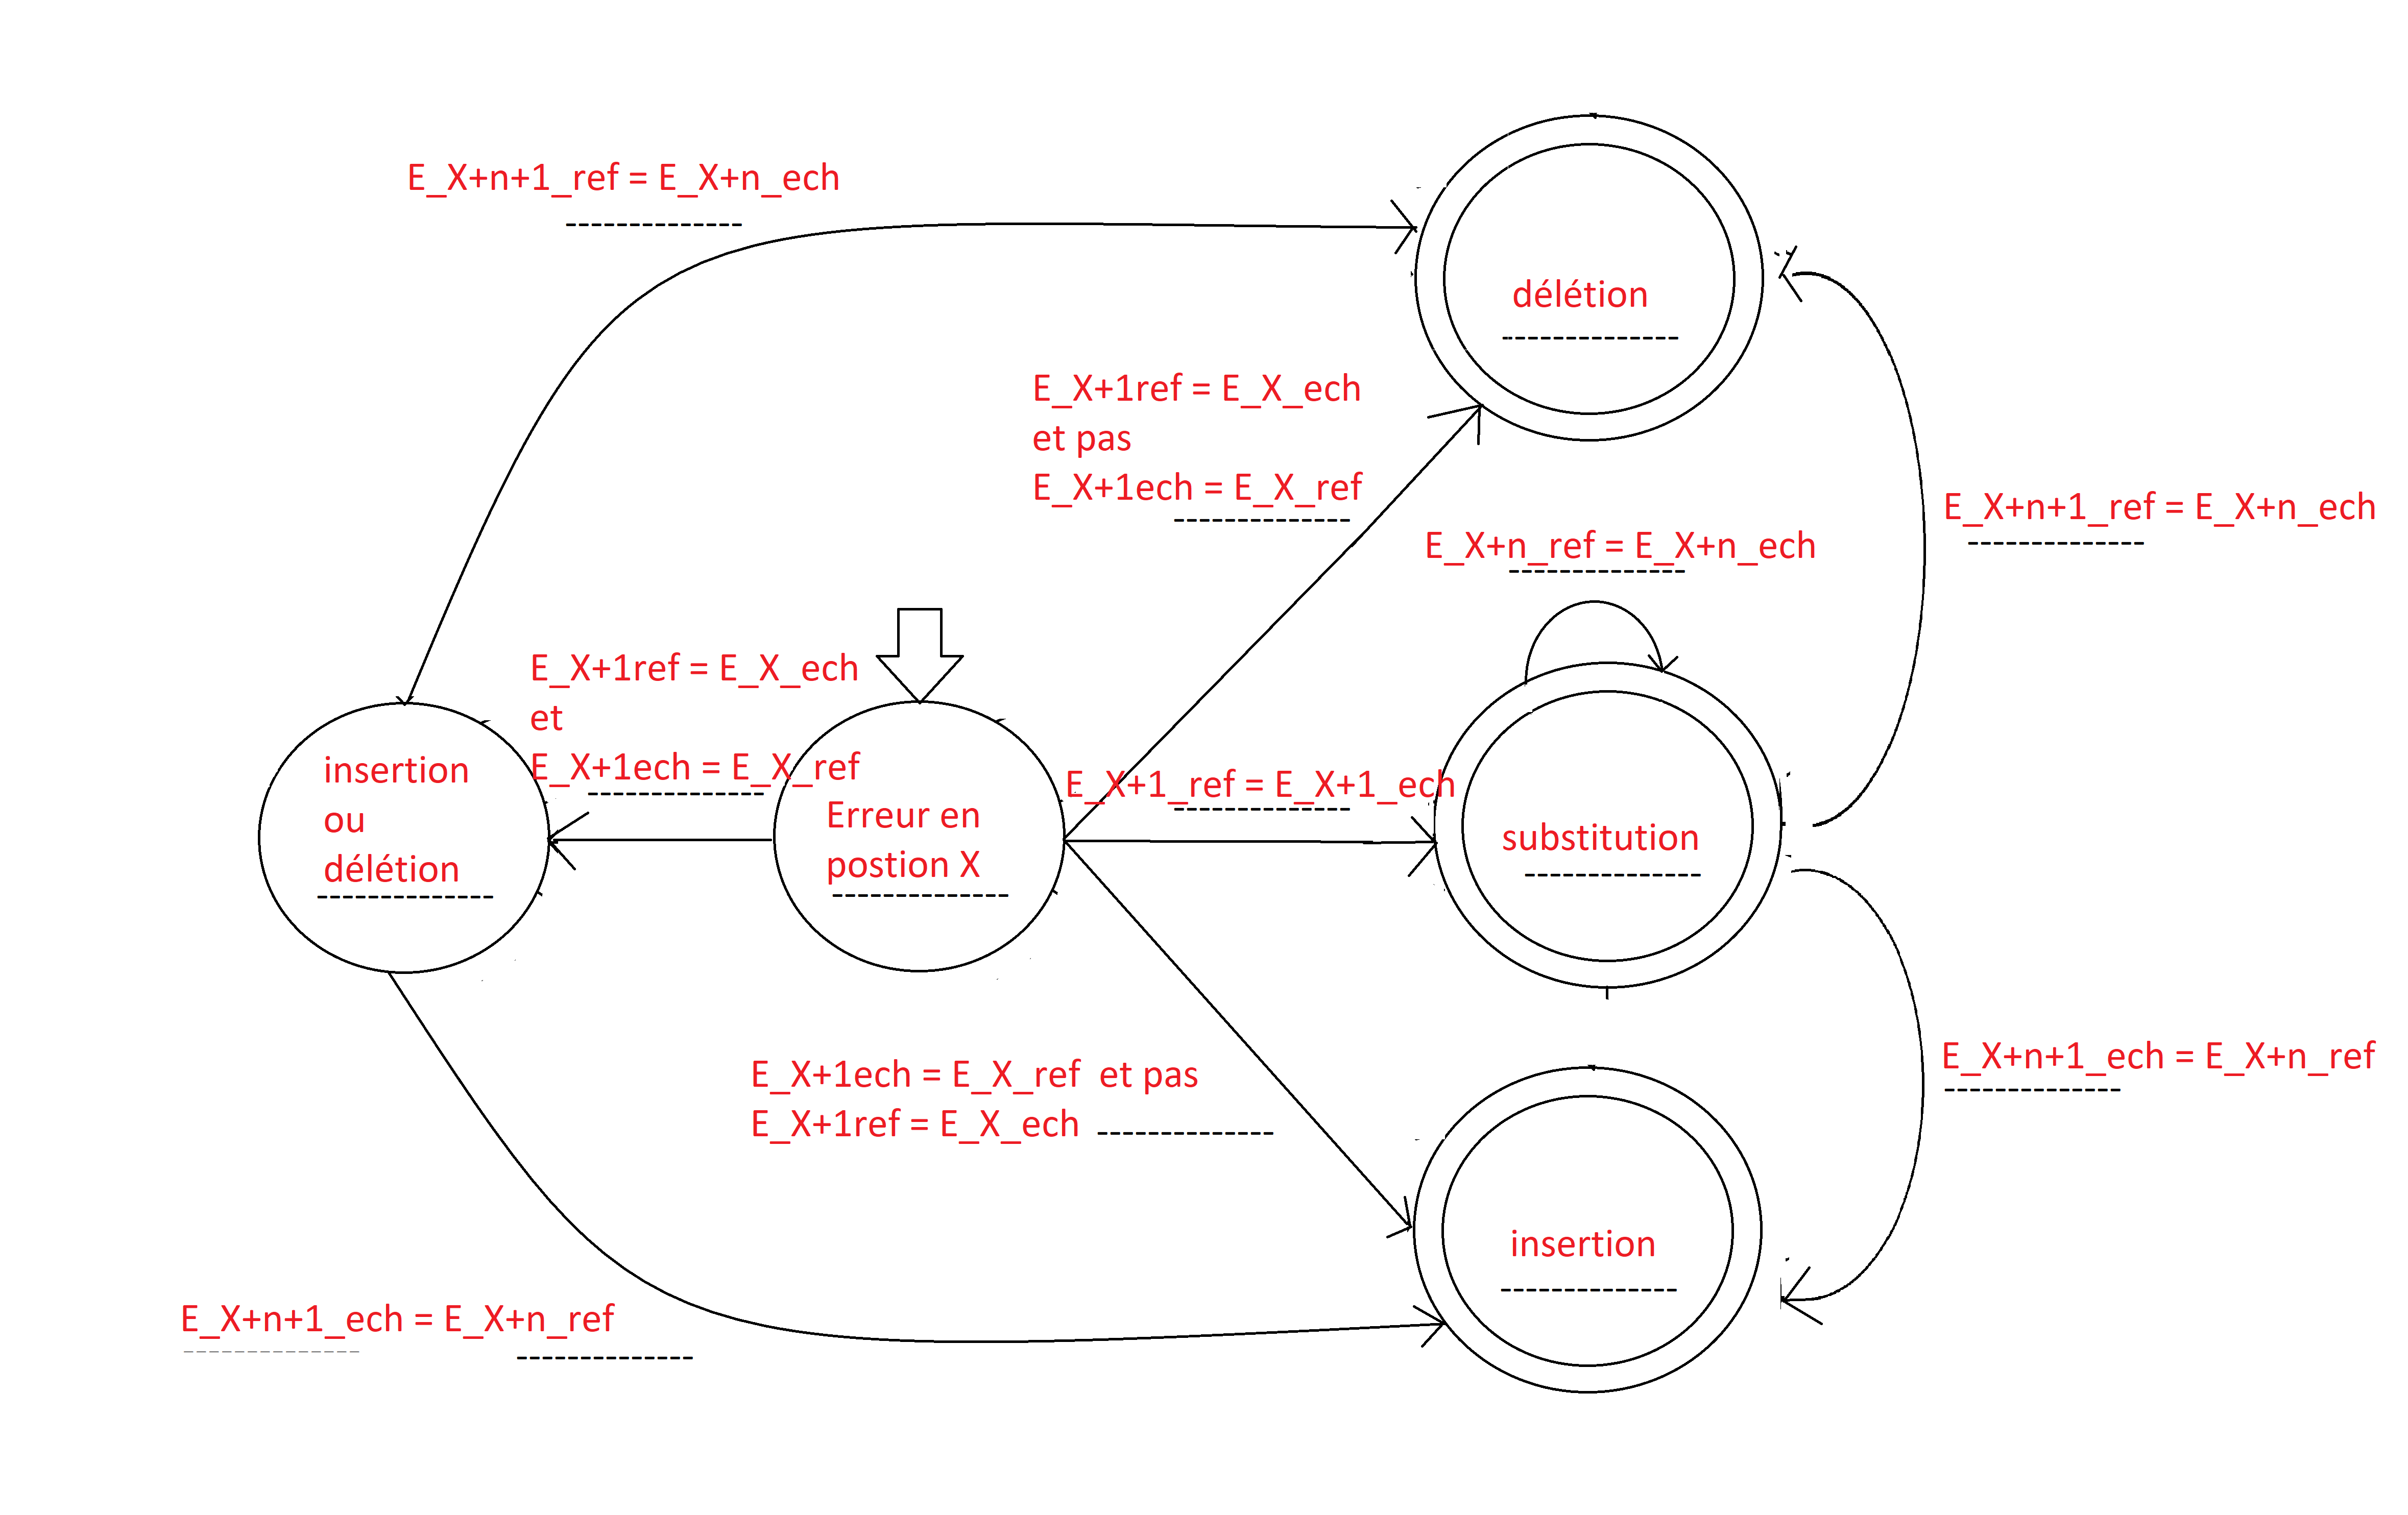 E_X+n+1_ref = E_X+n_ech
délétion
E_X+1ref = E_X_ech
et pas
E_X+1ech = E_X_ref
E_X+n+1_ref = E_X+n_ech
E_X+n_ref = E_X+n_ech
E_X+1ref = E_X_ech
et
E_X+1ech = E_X_ref
insertion
ou
délétion
Erreur en
postion X
E_X+1_ref = E_X+1_ech
substitution
E_X+1ech = E_X_ref et pas
E_X+1ref = E_X_ech
E_X+n+1_ech = E_X+n_ref
insertion
E_X+n+1_ech = E_X+n_ref